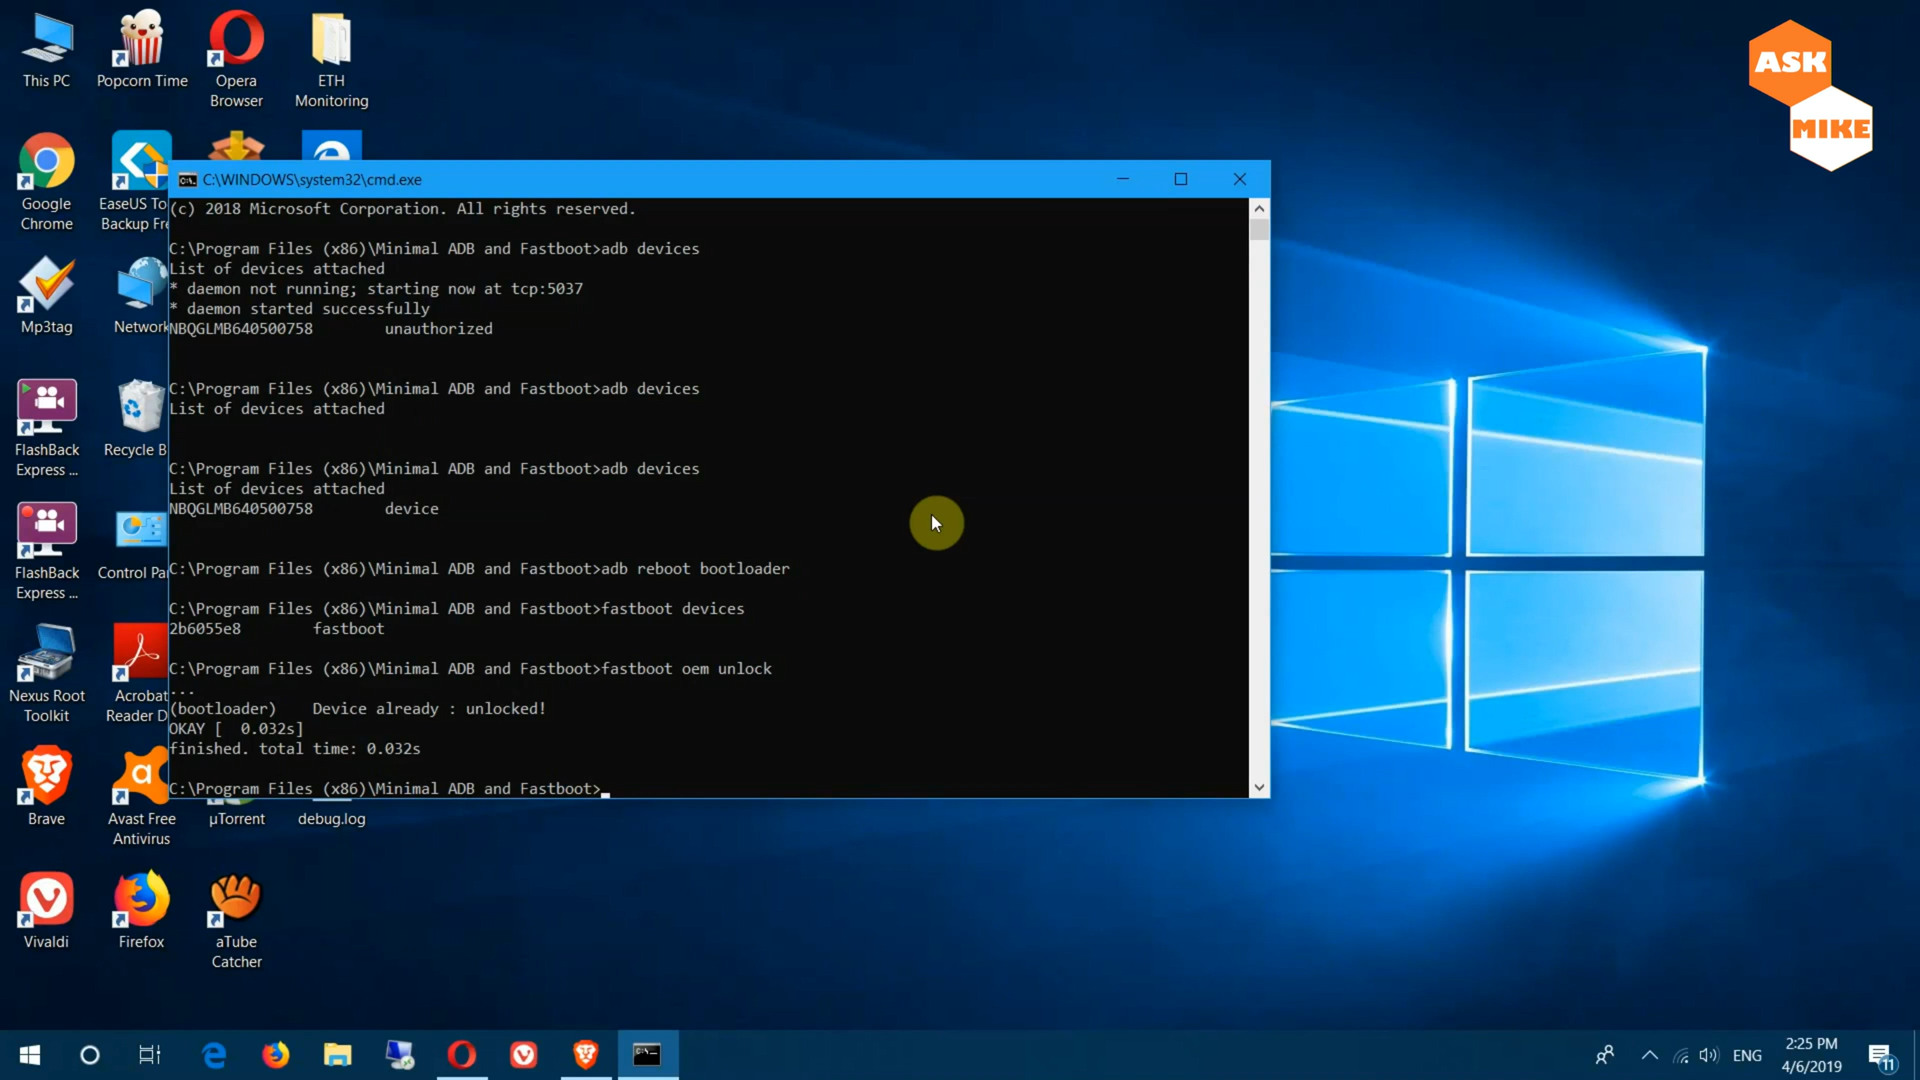 This PC
Popcorn Time
Opera
Browser
ETH
Monitoring
ASK
MIKE
Google
Chrome
EaseUS To
Backup Fre
Mp3tag
Network
FlashBack
Express ...
Recycle B
FlashBack
Express ...
Control Pa
Nexus Root
Toolkit
Acrobat
Reader D
Brave
Avast Free
Antivirus
µTorrent
debug.log
Vivaldi
Firefox
aTube
Catcher
C:\WINDOWS\system32\cmd.exe
(c) 2018 Microsoft Corporation. All rights reserved.
C:\Program Files (x86)\Minimal ADB and Fastboot>adb devices
List of devices attached
* daemon not running; starting now at tcp:5037
* daemon started successfully
NBQGLMB640500758 unauthorized
C:\Program Files (x86)\Minimal ADB and Fastboot>adb devices
List of devices attached
C:\Program Files (x86)\Minimal ADB and Fastboot>adb devices
List of devices attached
NBQGLMB640500758 device
C:\Program Files (x86)\Minimal ADB and Fastboot>adb reboot bootloader
C:\Program Files (x86)\Minimal ADB and Fastboot>fastboot devices
2b6055e8 fastboot
C:\Program Files (x86)\Minimal ADB and Fastboot>fastboot oem unlock
...
(bootloader) Device already : unlocked!
OKAY [ 0.032s]
finished. total time: 0.032s
C:\Program Files (x86)\Minimal ADB and Fastboot>
ENG
2:25 PM
4/6/2019
11